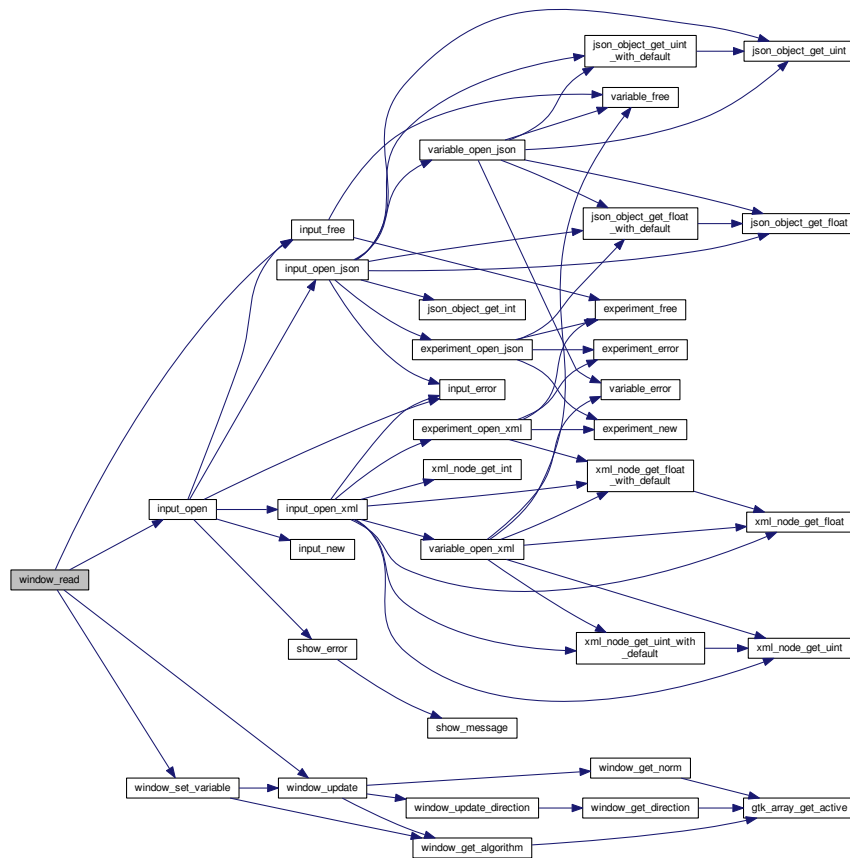 json_object_get_uint
_with_default
json_object_get_uint
variable_free
variable_open_json
json_object_get_float
_with_default
json_object_get_float
input_free
input_open_json
json_object_get_int
experiment_free
experiment_open_json
experiment_error
input_error
variable_error
experiment_open_xml
experiment_new
xml_node_get_int
xml_node_get_float
_with_default
input_open
input_open_xml
xml_node_get_float
input_new
variable_open_xml
window_read
show_error
xml_node_get_uint_with
_default
xml_node_get_uint
show_message
window_get_norm
window_set_variable
window_update
window_update_direction
window_get_direction
gtk_array_get_active
window_get_algorithm